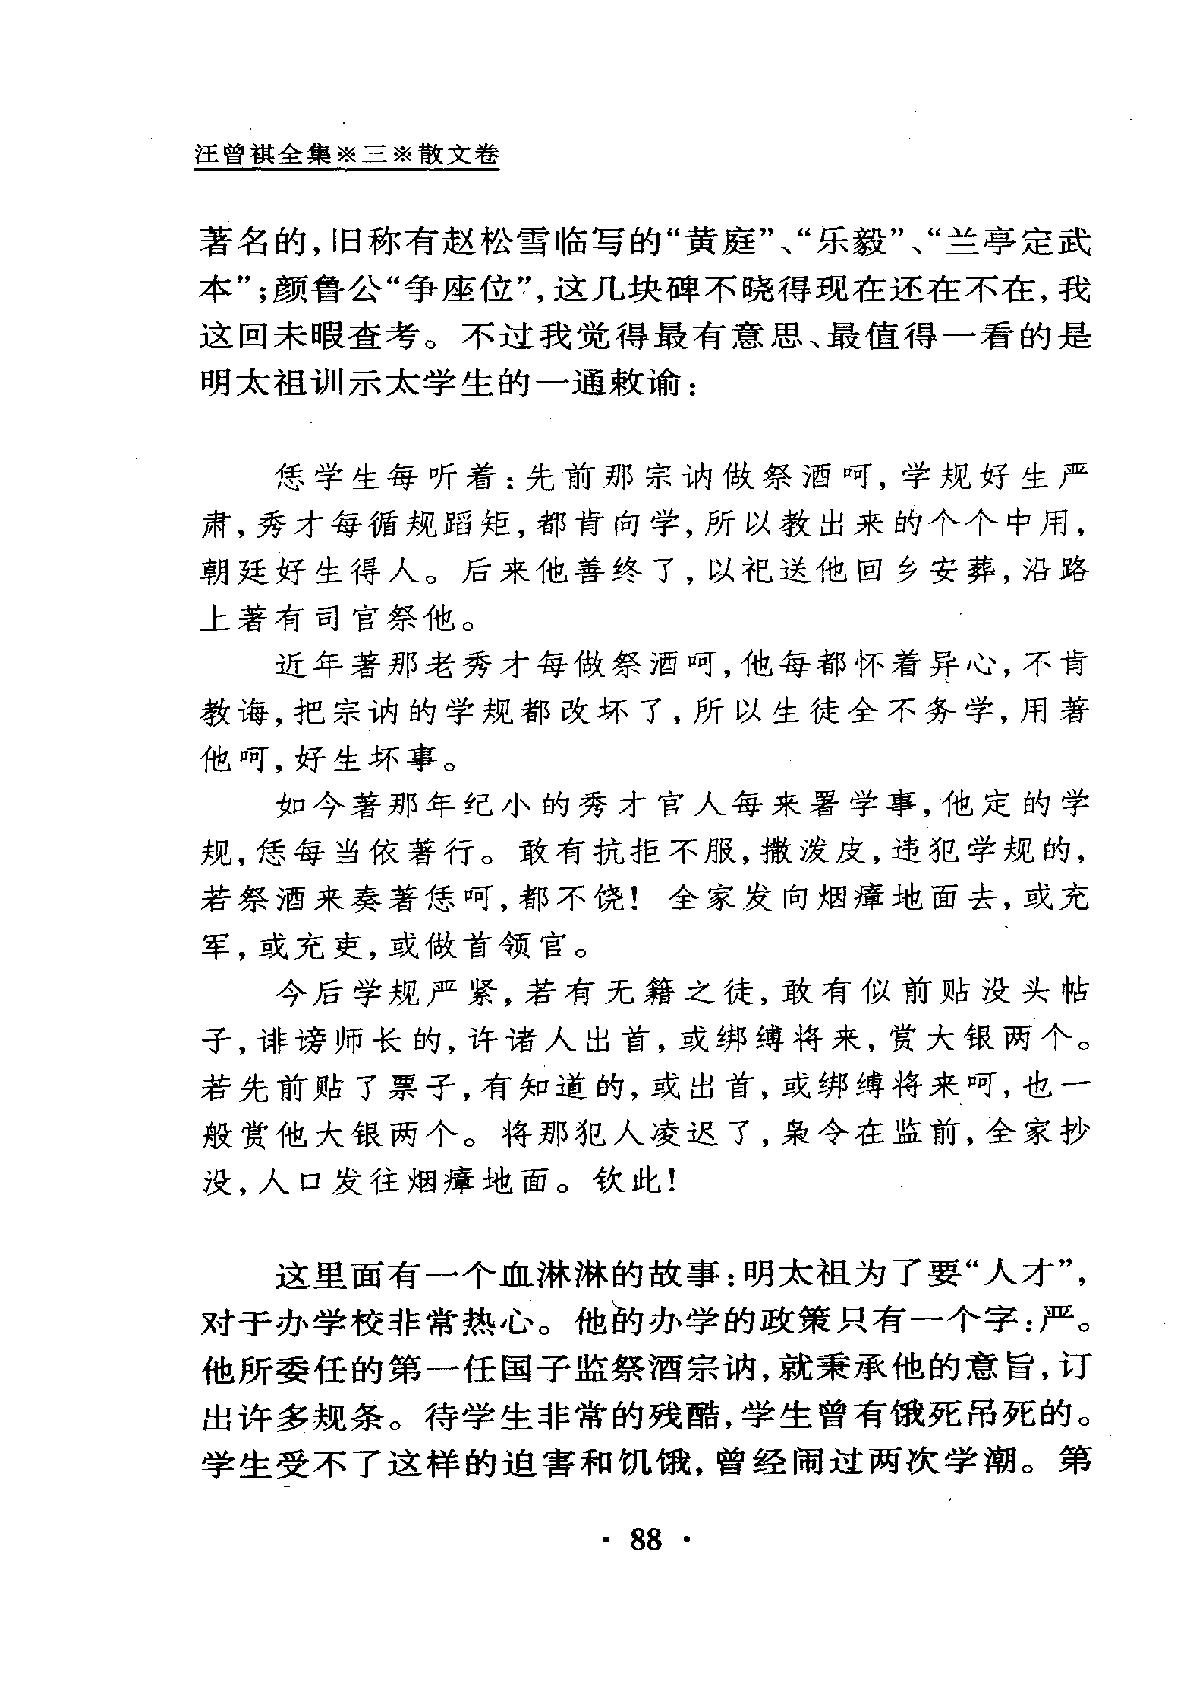 汪曾祺全集※三※散文卷
著名的,旧称有赵松雪临写的“黄庭”、“乐毅”、“兰亭定武
本”;颜鲁公“争座位”,这几块碑不晓得现在还在不在,我
这回未暇查考。不过我觉得最有意思、最值得一看的是
明太祖训示太学生的一通敕谕:
恁学生每听着:先前那宗讷做祭酒呵,学规好生严
肃,秀才每循规蹈矩,都肯向学,所以教出来的个个中用,
朝廷好生得人。后来他善终了,以祀送他回乡安葬,沿路
上著有司官祭他。
近年著那老秀才每做祭酒呵,他每都怀着异心,不肯
教诲,把宗讷的学规都改坏了,所以生徒全不务学,用著
他呵,好生坏事。
如今著那年纪小的秀才官人每来署学事,他定的学
规,恁每当依著行。敢有抗拒不服,撒泼皮,违犯学规的,
若祭酒来奏著恁呵,都不饶!全家发向烟瘴地面去,或充
军,或充吏,或做首领官。
今后学规严紧,若有无籍之徒,敢有似前贴没头帖
子,诽谤师长的,许诸人出首,或绑缚将来,赏大银两个。
若先前贴了票子,有知道的,或出首,或绑缚将来呵,也一
般赏他大银两个。将那犯人凌迟了,枭令在监前,全家抄
没,人口发往烟瘴地面。钦此!
这里面有一个血淋淋的故事:明太祖为了要“人才”,
对于办学校非常热心。他的办学的政策只有一个字:严。
他所委任的第一任国子监祭酒宗讷,就秉承他的意旨,订
出许多规条。待学生非常的残酷,学生曾有饿死吊死的。
学生受不了这样的迫害和饥饿,曾经闹过两次学潮。第
· 88 ·